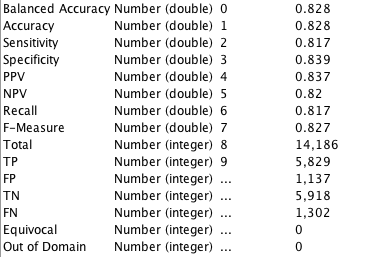 Balanced Accuracy Number (double) 0 0.828
Accuracy Number (double) 1 0.828
Sensitivity Number (double) 2 0.817
Specificity Number (double) 3 0.839
PPV Number (double) 4 0.837
NPV Number (double) 5 0.82
Recall Number (double) 6 0.817
F-Measure Number (double) 7 0.827
Total Number (integer) 8 14,186
TP Number (integer) 9 5,829
FP Number (integer) ... 1,137
TN Number (integer) ... 5,918
FN Number (integer) ... 1,302
Equivocal Number (integer) ... 0
Out of Domain Number (integer) ... 0